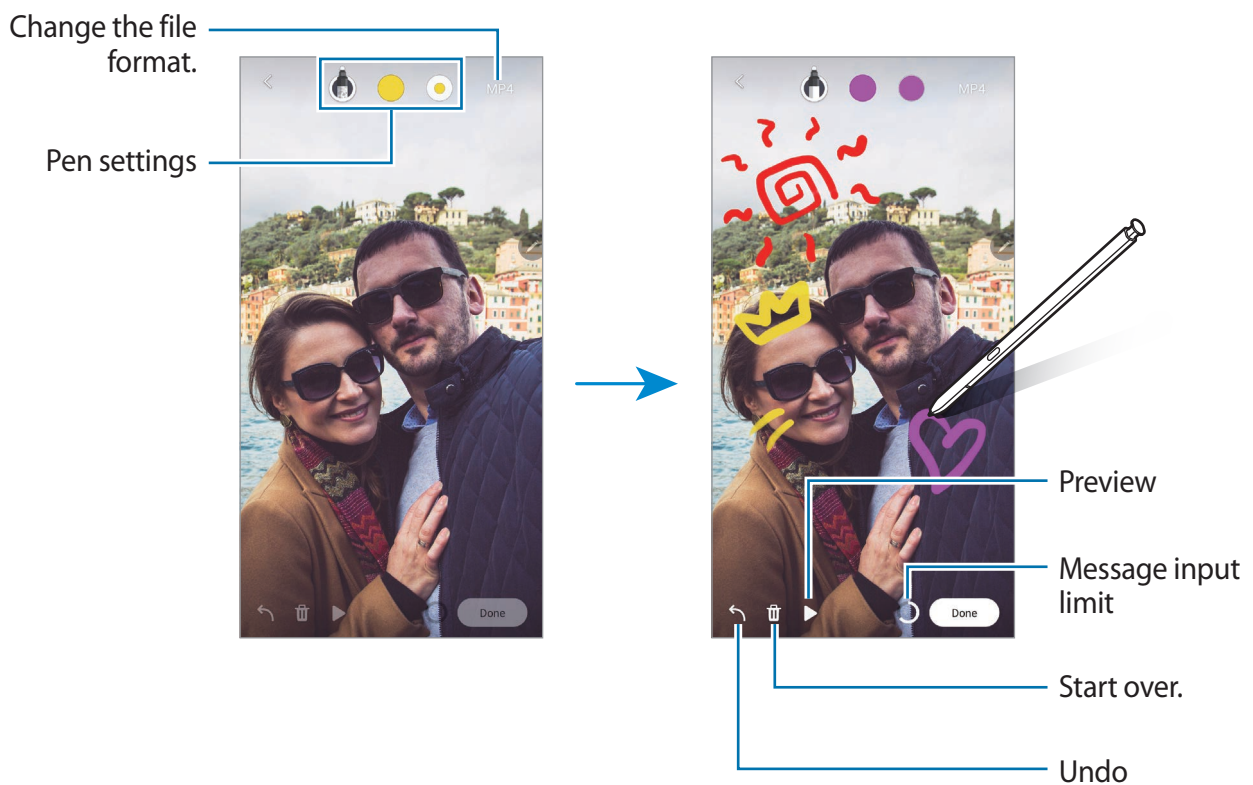 Change the file
format.
MP4
MP4
Pen settings
Preview
Message input
limit
Done
Done
Start over.
Undo